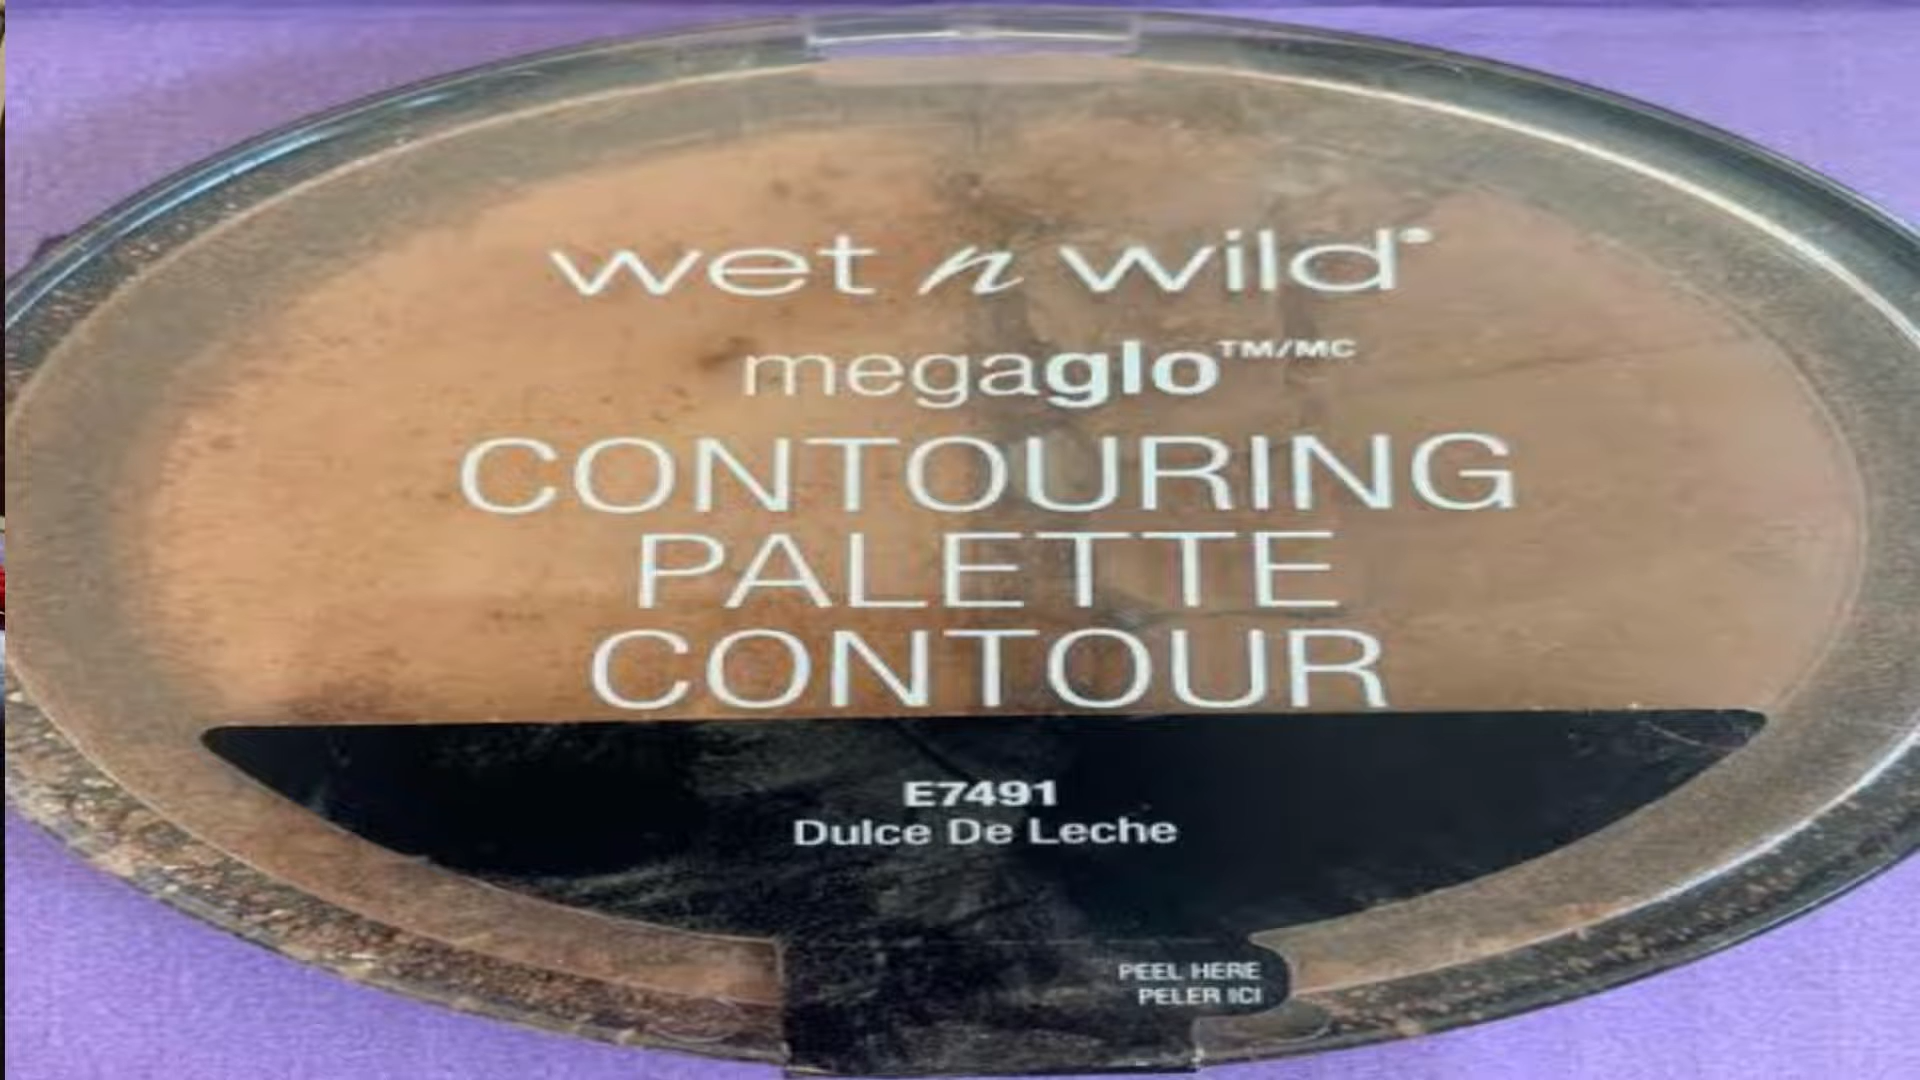 wet n wild®
megaglo™/MC
CONTOURING
PALETTE
CONTOUR
E7491
Dulce De Leche
PEEL HERE
PELER ICI